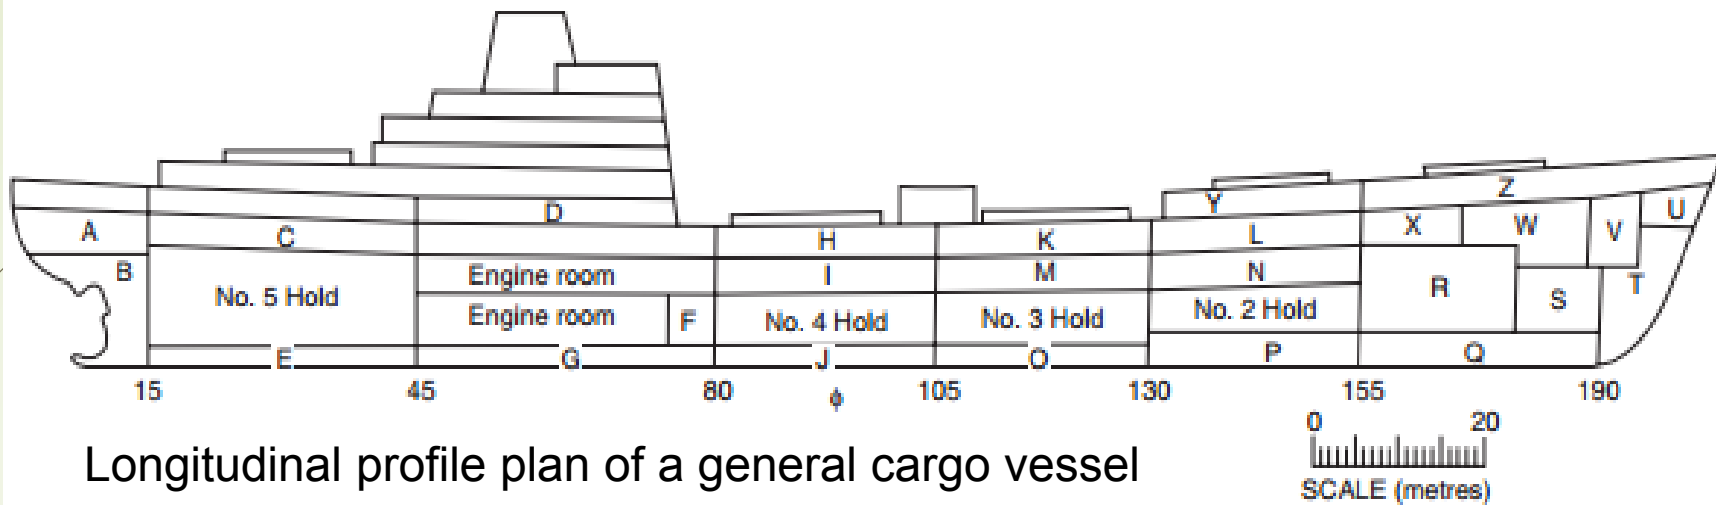 Z
Y
U
D
A
C
H
K
L
X
W
V
B
Engine room
I
M
N
R
T
No. 5 Hold
Engine room
F
No. 4 Hold
No. 3 Hold
No. 2 Hold
S
E
G
J
O
P
Q
15 45 80 ϕ 105 130 155 190
0 20
SCALE (metres)
Longitudinal profile plan of a general cargo vessel